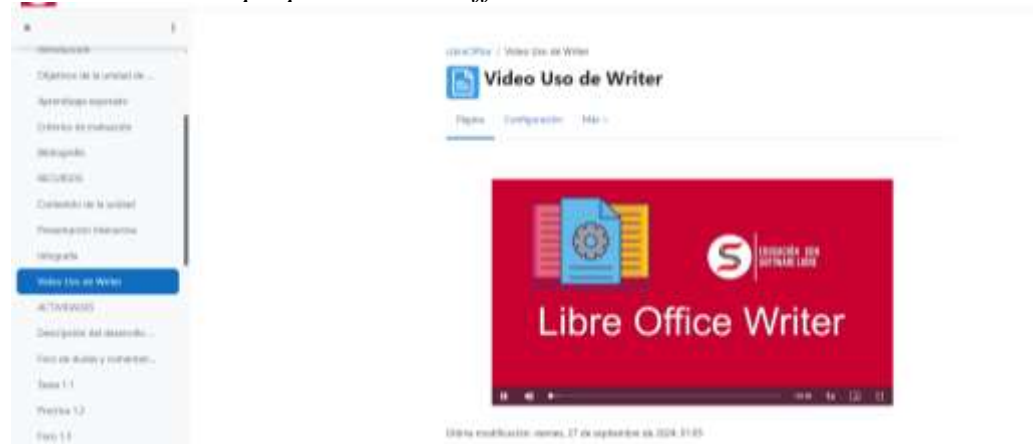 LibreOffice / Video Uso de Writer
Video Uso de Writer
Página Configuración Más
Objetivos de la unidad de ...
Aprendizaje esperado
Criterios de evaluación
Bibliografía
RECURSOS
Contenido de la unidad
Presentación interactiva
Infografía
Video Uso de Writer
ACTIVIDADES
Descripción del desarrollo ...
Foro de dudas y comentari...
Tarea 1.1
Práctica 1.2
Foro 1.3
S EDUCACIÓN CON
SOFTWARE LIBRE
Libre Office Writer
1x
Última modificación: viernes, 27 de septiembre de 2024, 01:05